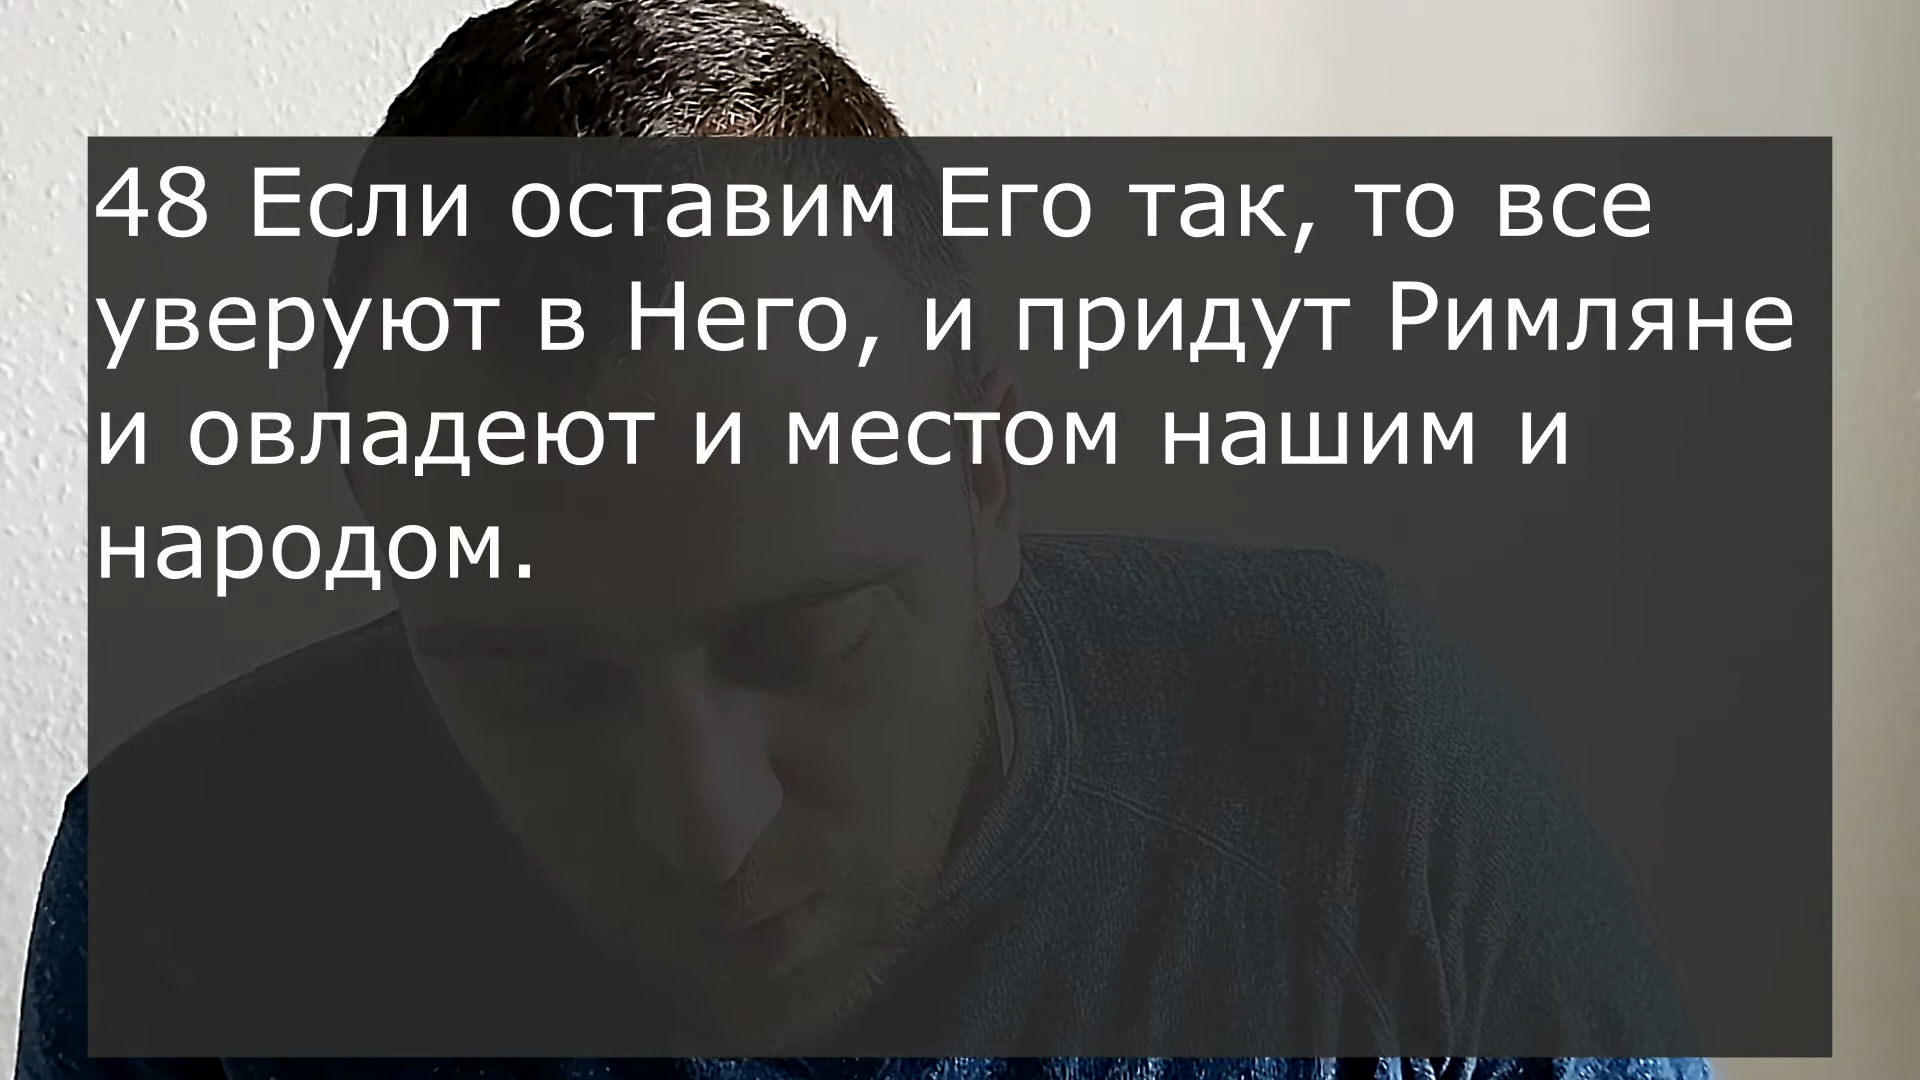 48 Если оставим Его так, то все
уверуют в Него, и придут Римляне
и овладеют и местом нашим и
народом.